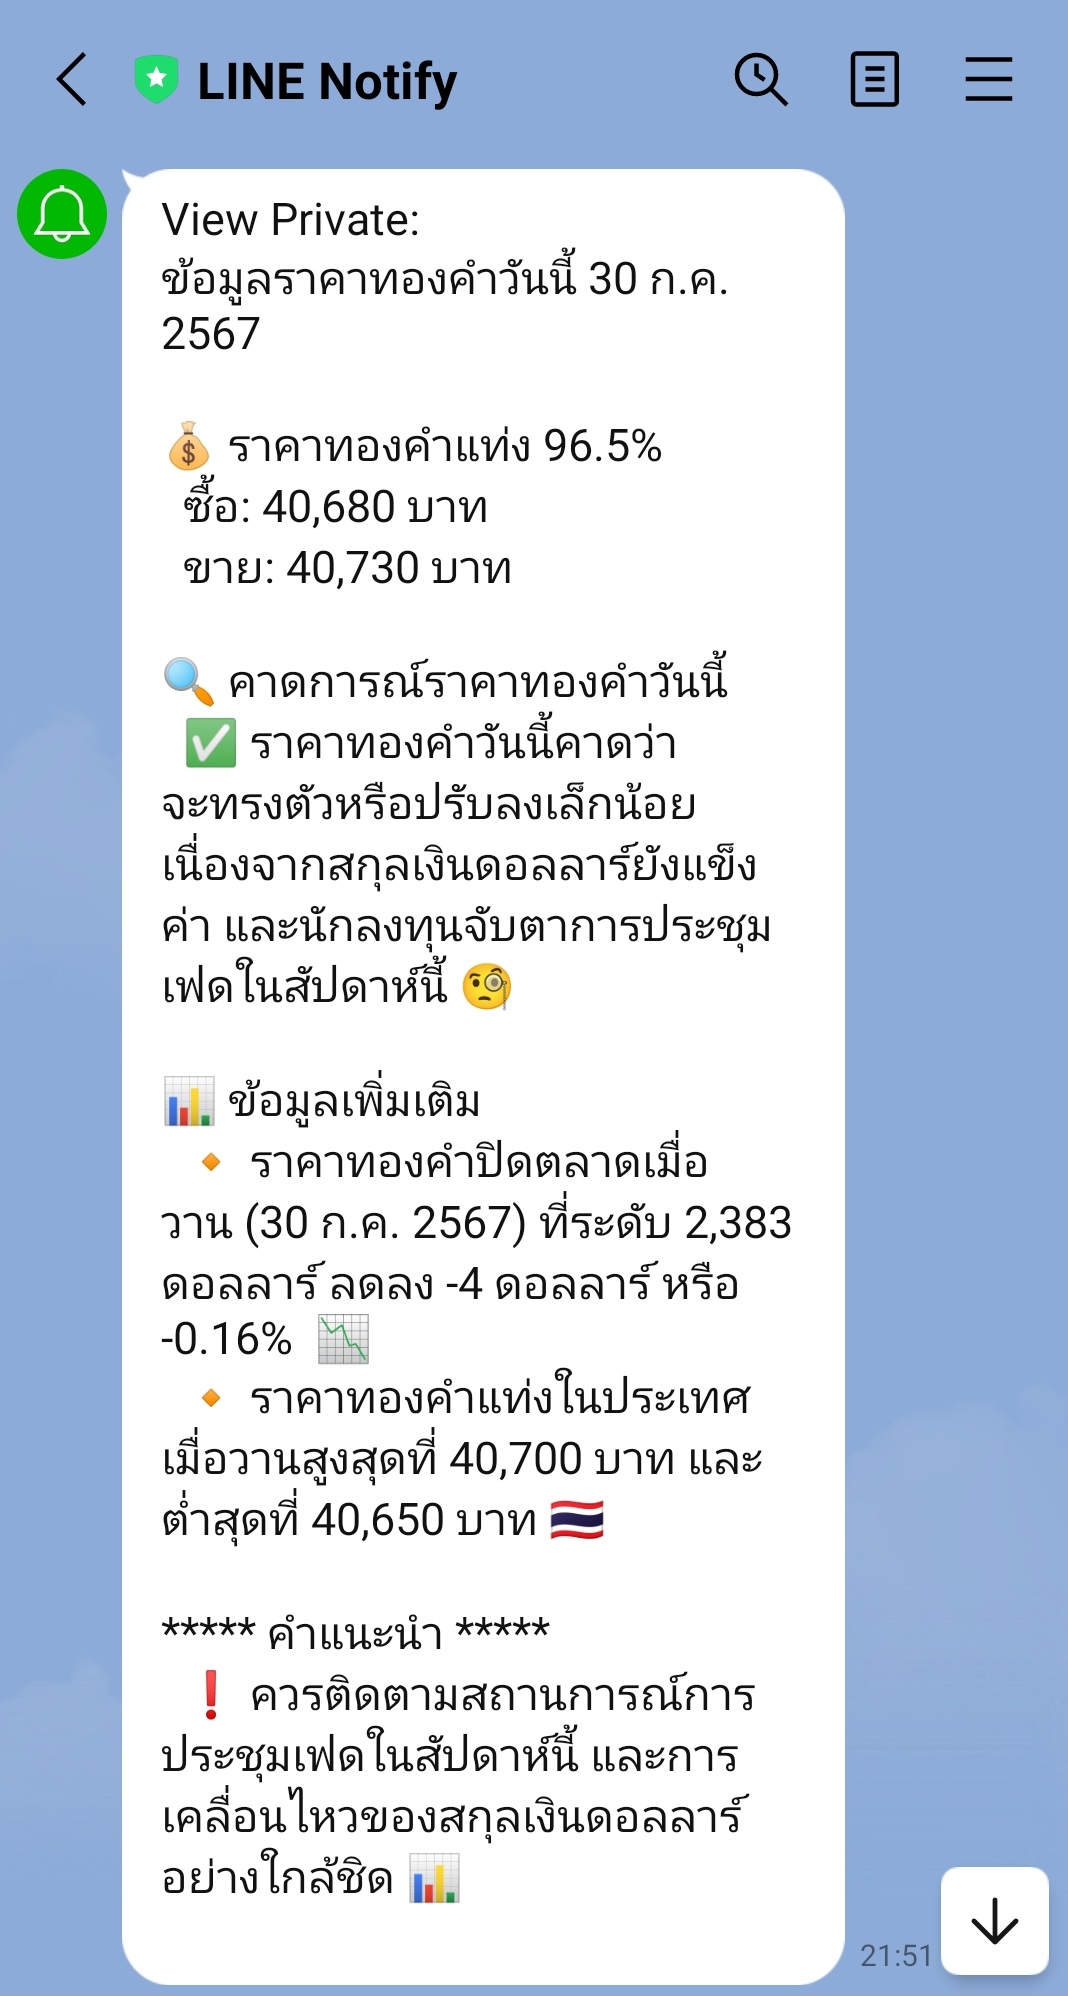 LINE Notify
View Private:
ข้อมูลราคาทองคำวันนี้ 30 ก.ค.
2567
💰 ราคาทองคำแท่ง 96.5%
ซื้อ: 40,680 บาท
ขาย: 40,730 บาท
🔍 คาดการณ์ราคาทองคำวันนี้
✅ ราคาทองคำวันนี้คาดว่า
จะทรงตัวหรือปรับลงเล็กน้อย
เนื่องจากสกุลเงินดอลลาร์ยังแข็ง
ค่า และนักลงทุนจับตาการประชุม
เฟดในสัปดาห์นี้ 🧐
📊 ข้อมูลเพิ่มเติม
🔸 ราคาทองคำปิดตลาดเมื่อ
วาน (30 ก.ค. 2567) ที่ระดับ 2,383
ดอลลาร์ ลดลง -4 ดอลลาร์ หรือ
-0.16% 📉
🔸 ราคาทองคำแท่งในประเทศ
เมื่อวานสูงสุดที่ 40,700 บาท และ
ต่ำสุดที่ 40,650 บาท 🇹🇭
***** คำแนะนำ *****
❗ ควรติดตามสถานการณ์การ
ประชุมเฟดในสัปดาห์นี้ และการ
เคลื่อนไหวของสกุลเงินดอลลาร์
อย่างใกล้ชิด 📊
21:51